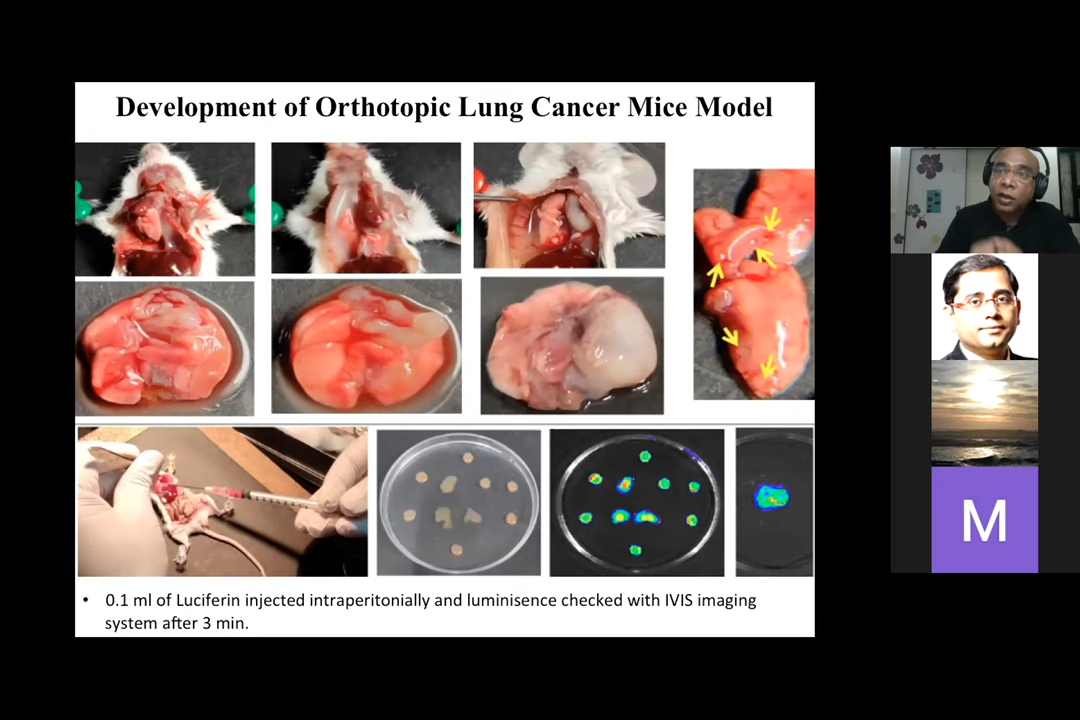 Development of Orthotopic Lung Cancer Mice Model
• 0.1 ml of Luciferin injected intraperitonially and luminisence checked with IVIS imaging
system after 3 min.
M